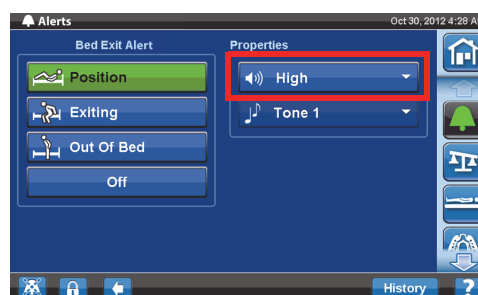 Alerts
Oct 30, 2012 4:28 A
Bed Exit Alert
Properties
Position
High
Exiting
Tone 1
Out Of Bed
Off
History
?